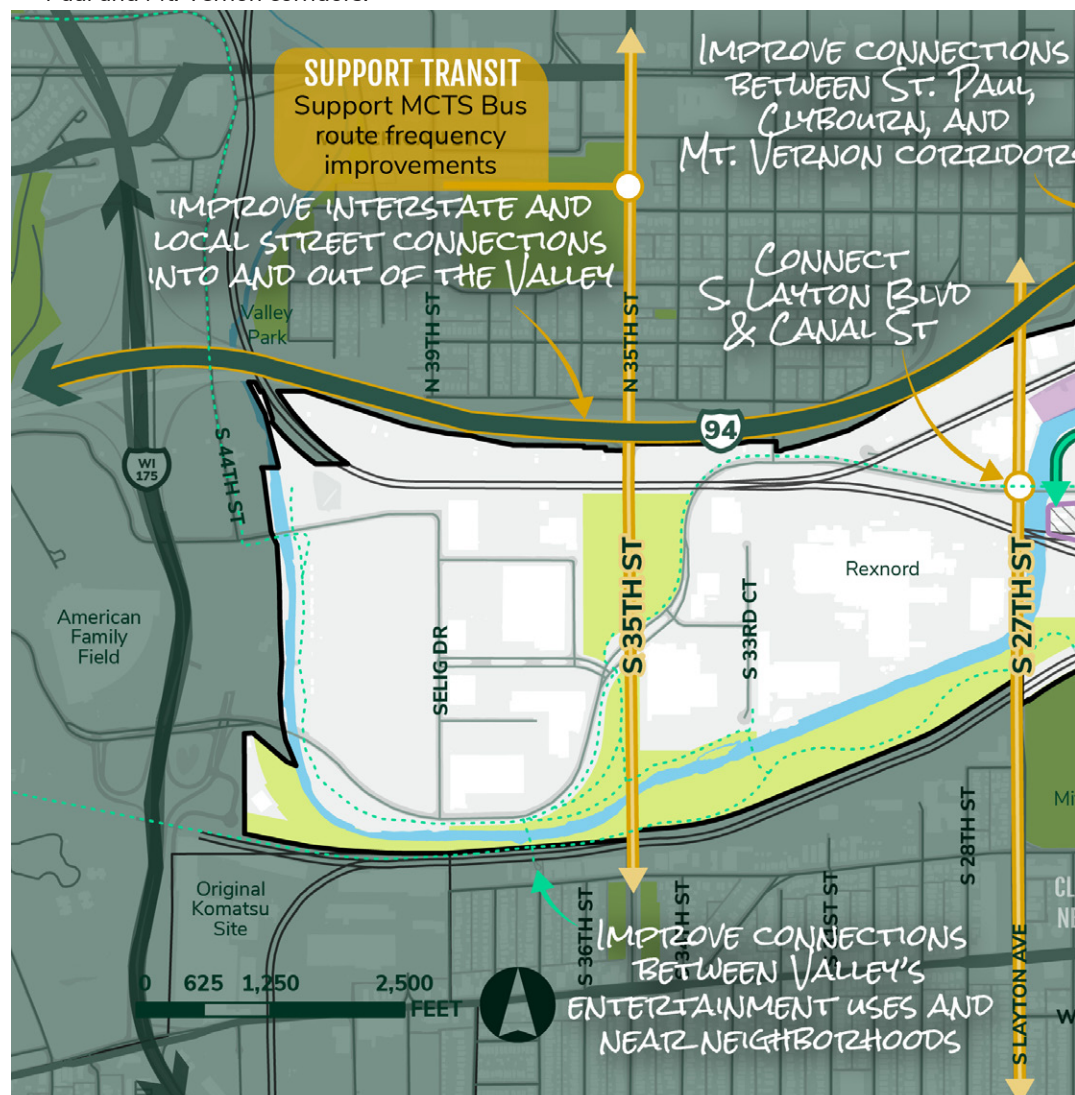 SUPPORT TRANSIT
Support MCTS Bus
route frequency
improvements
IMPROVE CONNECTIONS
BETWEEN ST. PAUL,
CLYBOURN, AND
MT. VERNON CORRIDORS
IMPROVE INTERSTATE AND
LOCAL STREET CONNECTIONS
INTO AND OUT OF THE VALLEY
CONNECT
S. LAYTON BLVD
& CANAL ST
Valley
Park
N 39TH ST
N 35TH ST
94
WI
175
S 44TH ST
American
Family
Field
SELIG DR
S 35TH ST
S 33RD CT
Rexnord
S 27TH ST
S 28TH ST
Original
Komatsu
Site
S 36TH ST
IMPROVE CONNECTIONS
BETWEEN VALLEY'S
ENTERTAINMENT USES AND
NEAR NEIGHBORHOODS
S LAYTON AVE
0 625 1,250 2,500
FEET